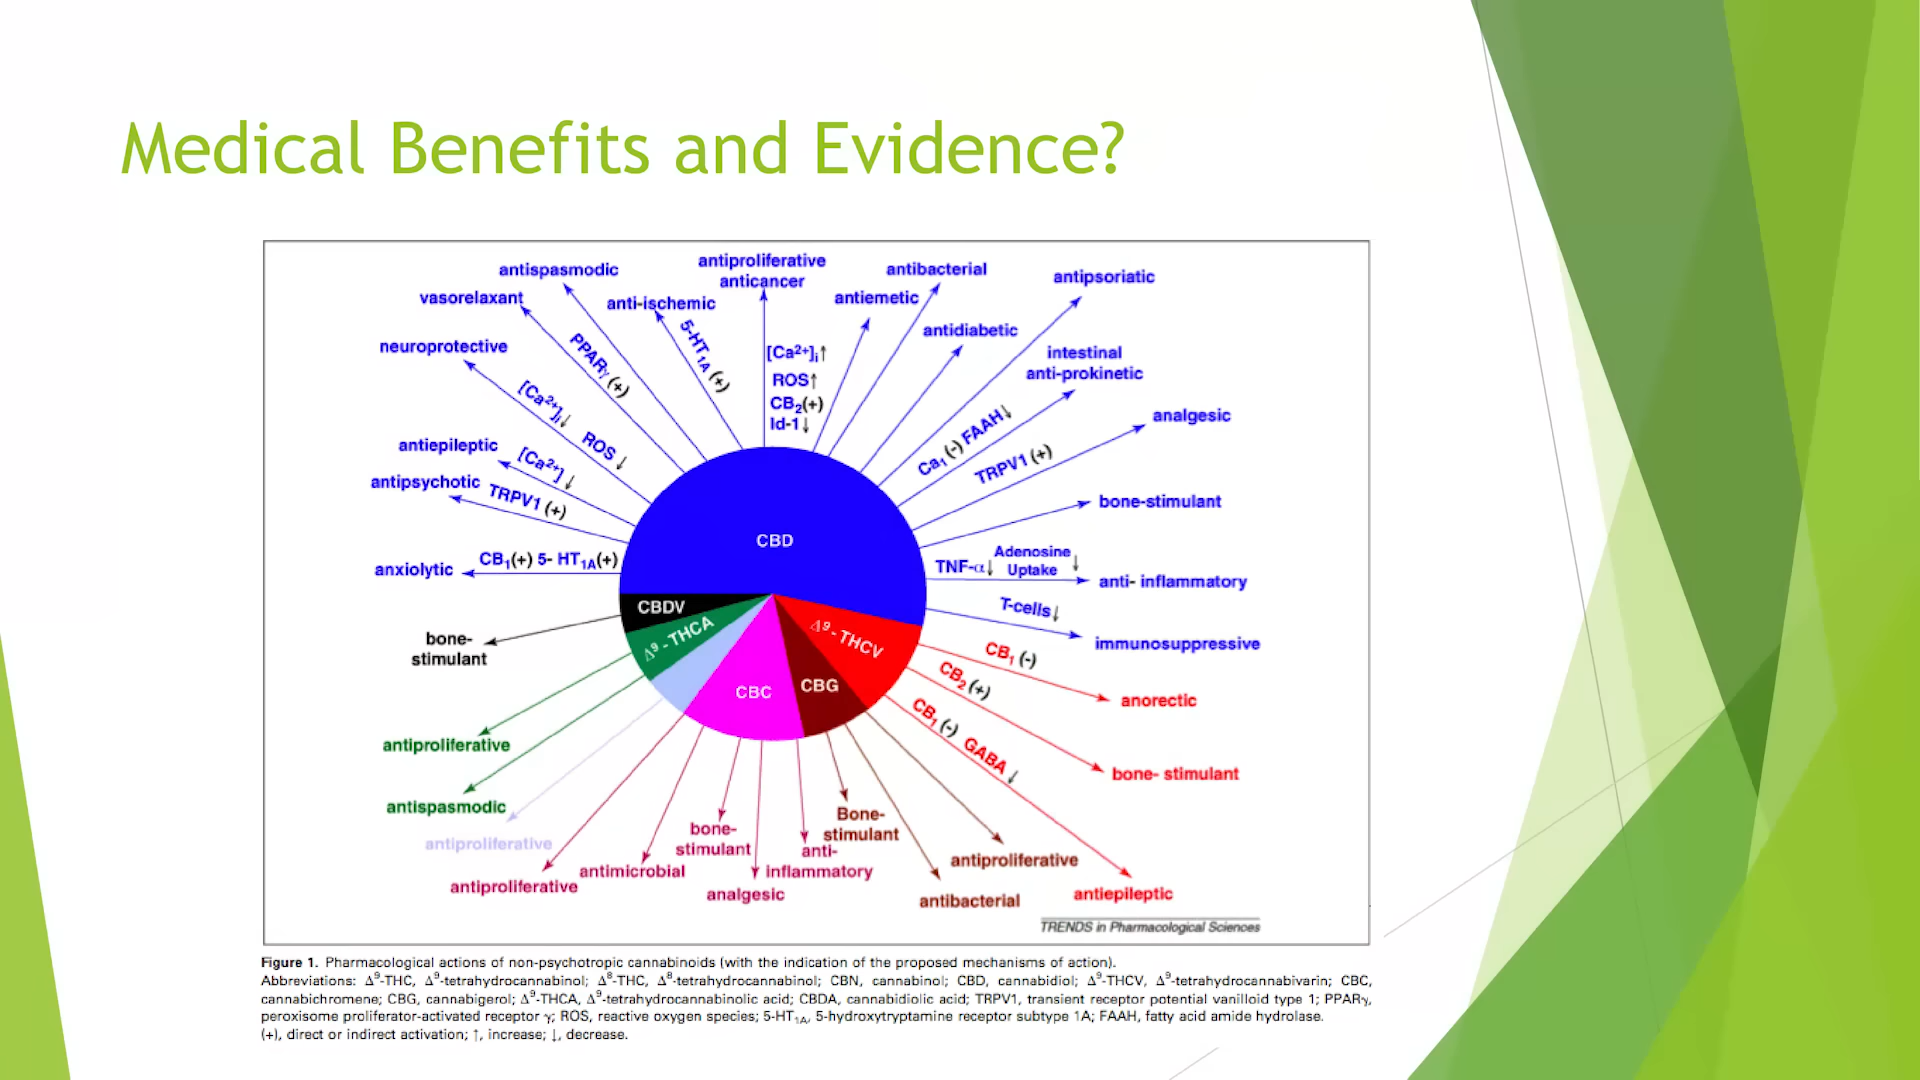 Medical Benefits and Evidence?
antiproliferative
anticancer
antispasmodic
antibacterial
antipsoriatic
vasorelaxant
anti-ischemic
antiemetic
antidiabetic
neuroprotective
intestinal
anti-prokinetic
analgesic
antiepileptic
antipsychotic
anxiolytic
PPARγ (+)
5-HT1A (+)
[Ca²⁺]i↑
ROS↑
CB₂(+)
Id-1↓
[Ca²⁺]i↓ ROS ↓
[Ca²⁺] ↓
TRPV1 (+)
CB₁(+) 5- HT1A(+)
Ca₁ (-) FAAH↓
TRPV1 (+)
bone-stimulant
TNF-α↓ Adenosine
Uptake ↓
anti- inflammatory
T-cells↓
immunosuppressive
CBD
CBDV
Δ⁹-THCA
CBC
CBG
Δ⁹-THCV
bone-
stimulant
CB₁ (-)
anorectic
CB₂ (+)
bone- stimulant
CB₁ (-) GABA ↓
antiepileptic
antiproliferative
antispasmodic
antiproliferative
antiproliferative
antimicrobial
bone-
stimulant
analgesic
anti-
inflammatory
Bone-
stimulant
antibacterial
antiproliferative
TRENDS in Pharmacological Sciences
Figure 1. Pharmacological actions of non-psychotropic cannabinoids (with the indication of the proposed mechanisms of action).
Abbreviations: Δ⁹-THC, Δ⁹-tetrahydrocannabinol; Δ⁸-THC, Δ⁸-tetrahydrocannabinol; CBN, cannabinol; CBD, cannabidiol; Δ⁹-THCV, Δ⁹-tetrahydrocannabivarin; CBC,
cannabichromene; CBG, cannabigerol; Δ⁹-THCA, Δ⁹-tetrahydrocannabinolic acid; CBDA, cannabidiolic acid; TRPV1, transient receptor potential vanilloid type 1; PPARγ,
peroxisome proliferator-activated receptor γ; ROS, reactive oxygen species; 5-HT1A, 5-hydroxytryptamine receptor subtype 1A; FAAH, fatty acid amide hydrolase.
(+), direct or indirect activation; ↑, increase; ↓, decrease.